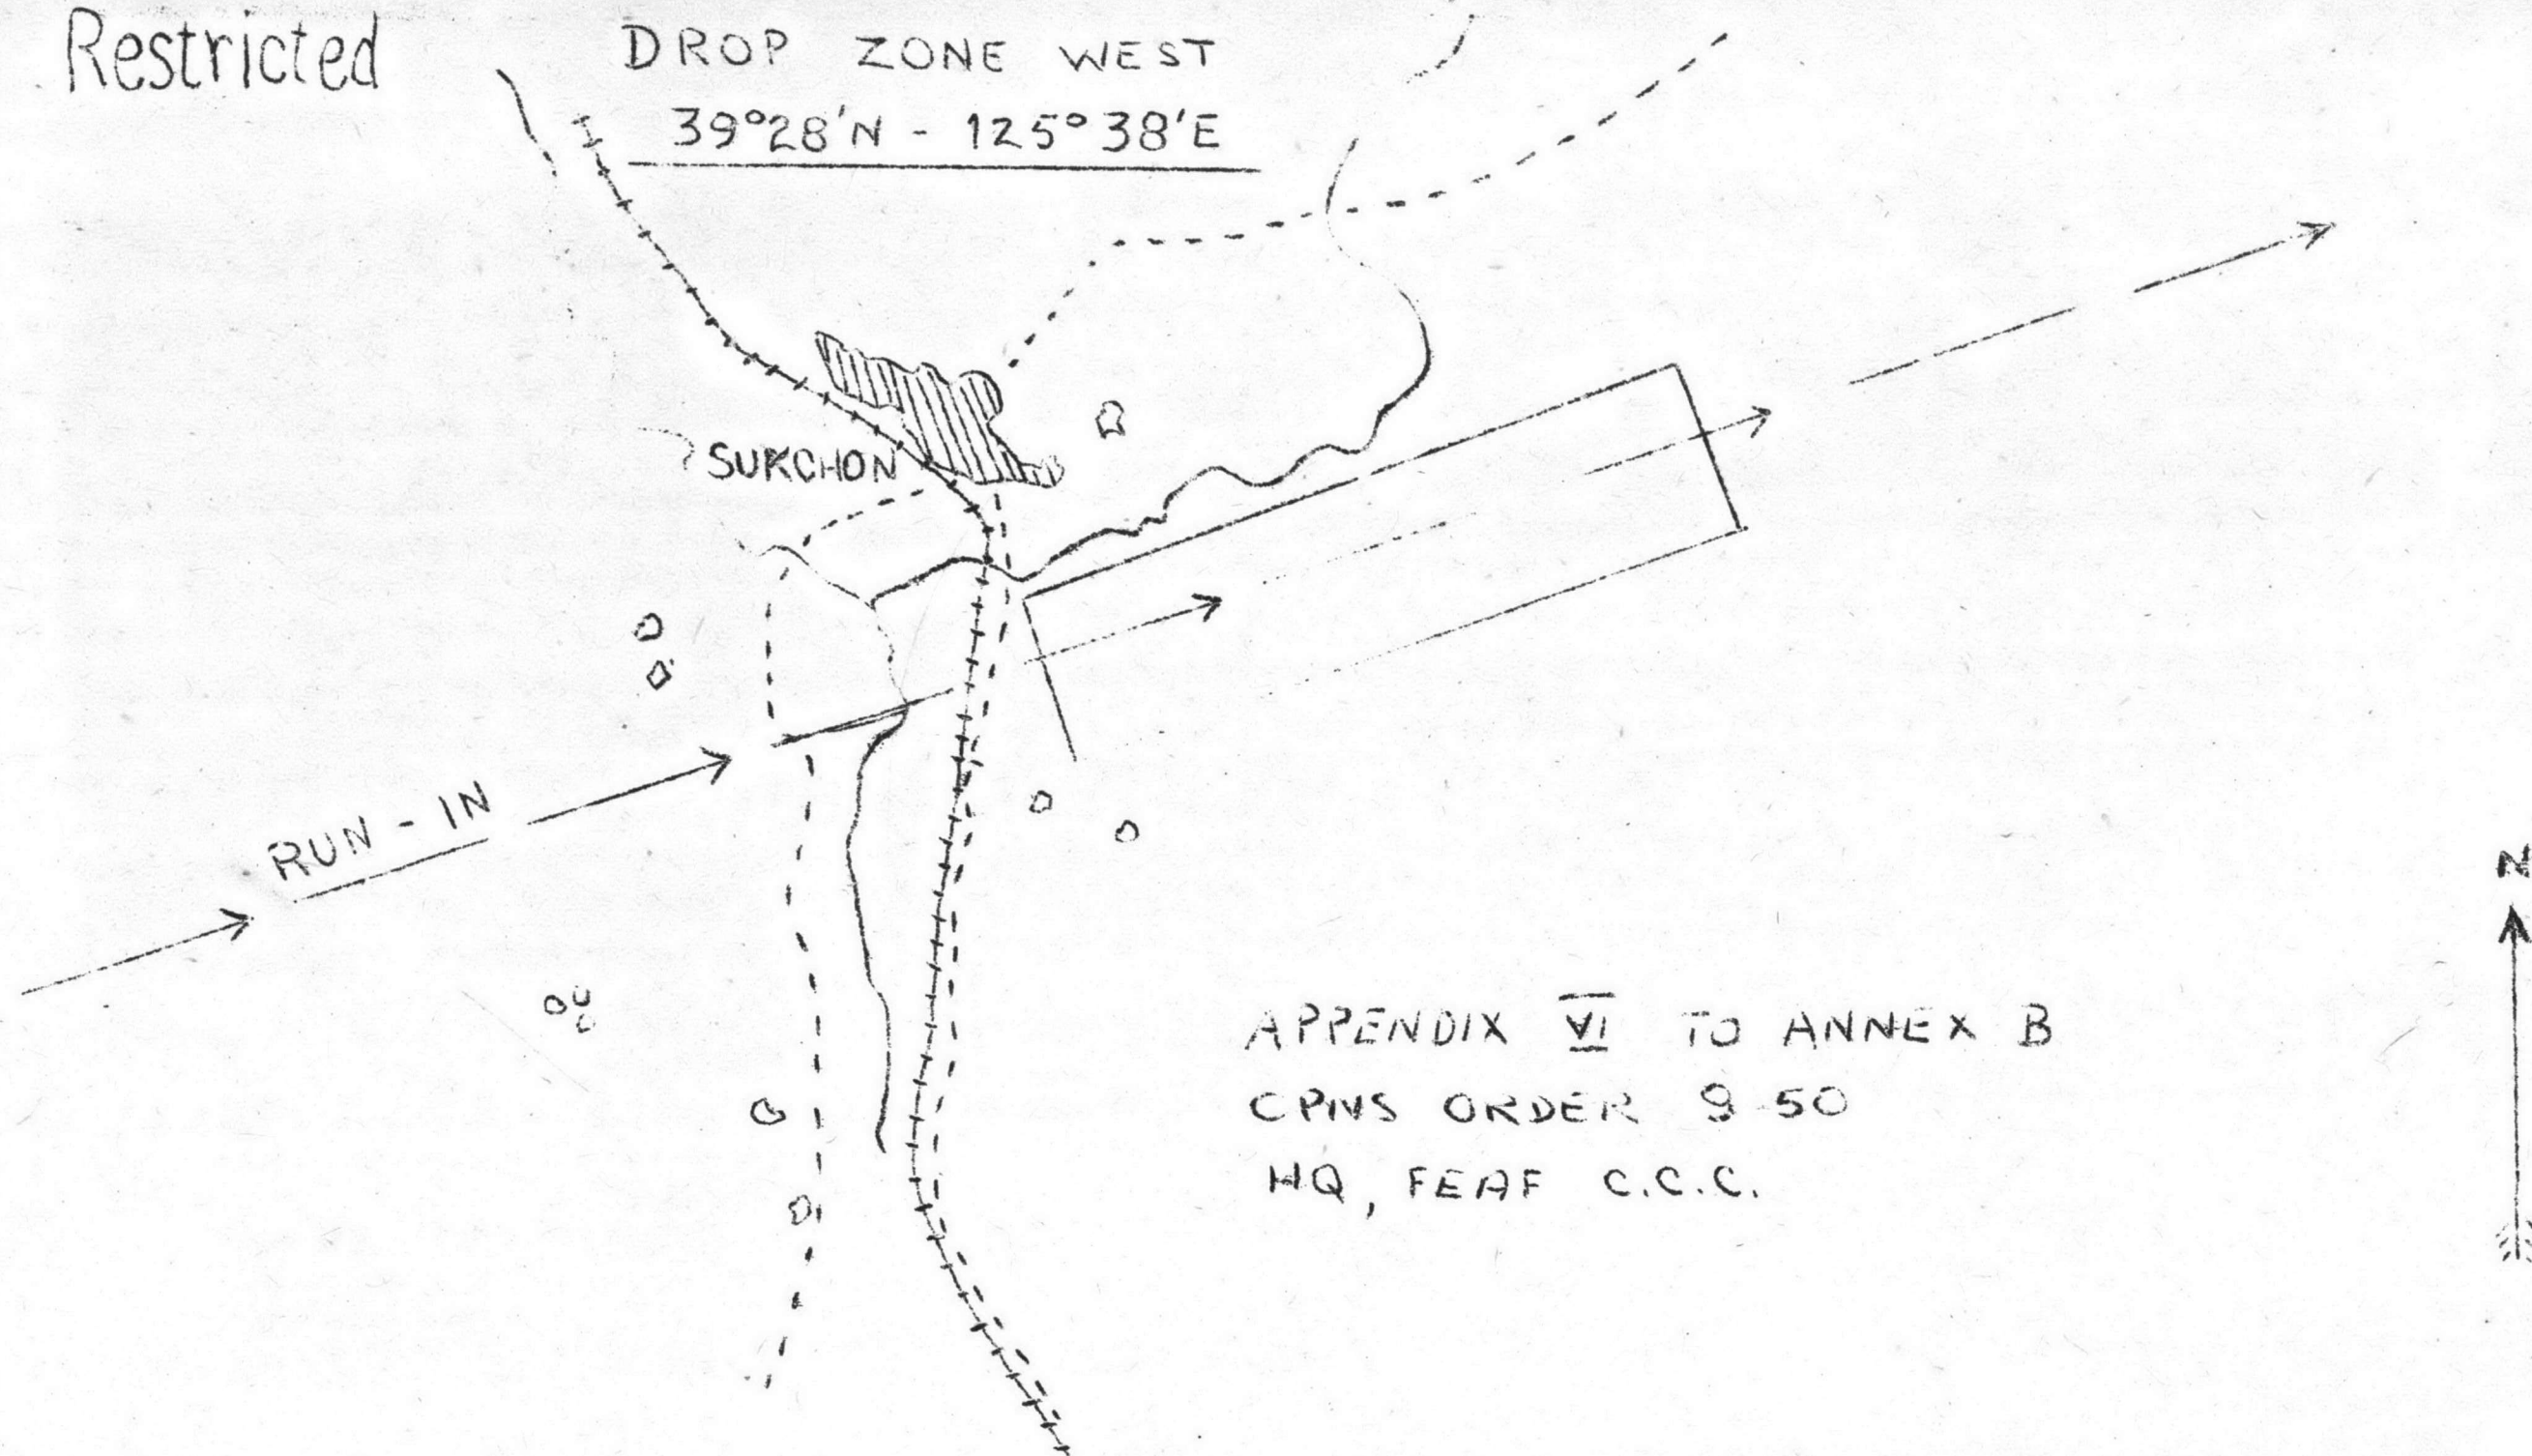 Restricted
DROP ZONE WEST
39°28'N - 125°38'E
SUKCHON
RUN - IN
N
APPENDIX VI TO ANNEX B
OPNS ORDER 9-50
HQ, FEAF C.C.C.